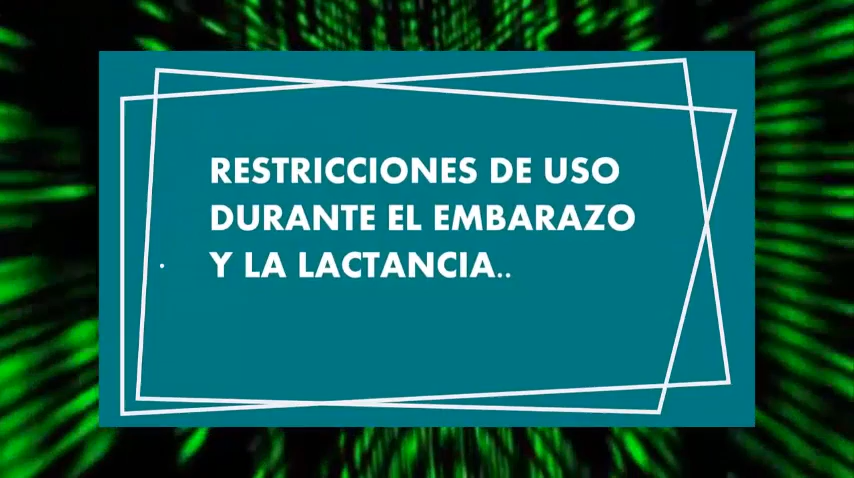 RESTRICCIONES DE USO
DURANTE EL EMBARAZO
Y LA LACTANCIA..